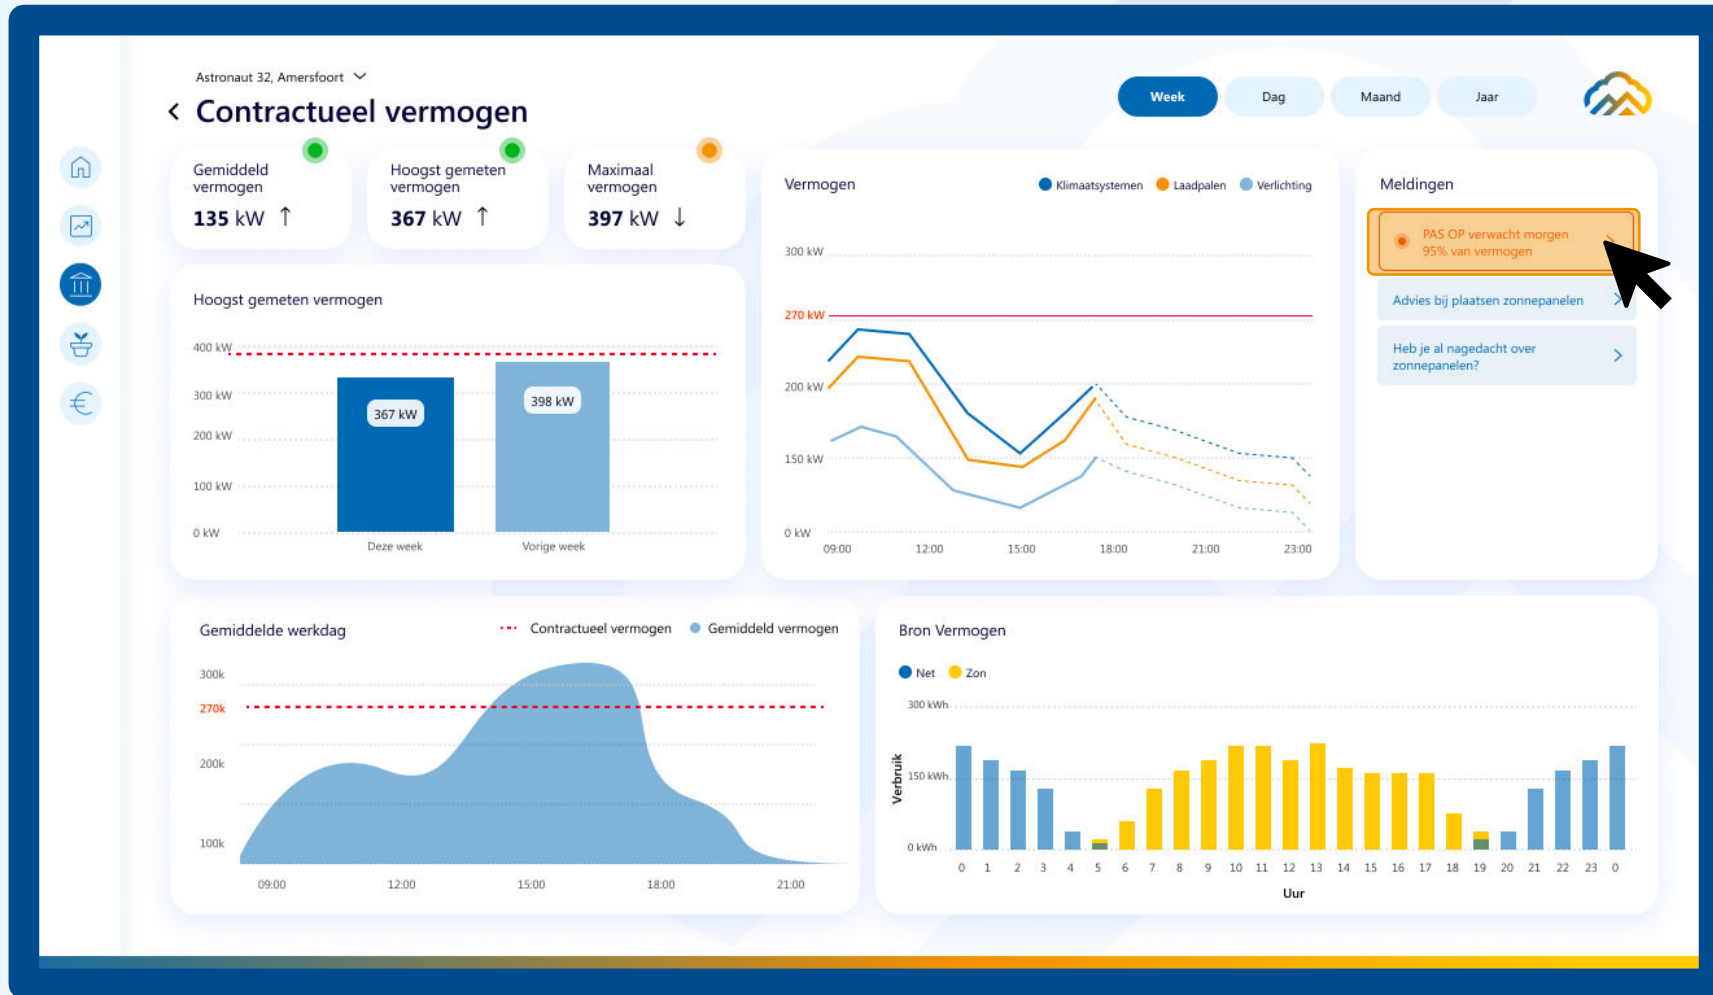 Astronaut 32, Amersfoort
Contractueel vermogen
Week
Dag
Maand
Jaar
Gemiddeld
vermogen
135 kW ↑
Hoogst gemeten
vermogen
367 kW ↑
Maximaal
vermogen
397 kW ↓
Hoogst gemeten vermogen
400 kW
300 kW
200 kW
100 kW
0 kW
367 kW
398 kW
Deze week
Vorige week
Vermogen
Klimaatsystemen
Laadpalen
Verlichting
300 kW
270 kW
200 kW
150 kW
0 kW
09:00
12:00
15:00
18:00
21:00
23:00
Meldingen
PAS OP verwacht morgen
95% van vermogen
Advies bij plaatsen zonnepanelen
Heb je al nagedacht over
zonnepanelen?
Gemiddelde werkdag
Contractueel vermogen
Gemiddeld vermogen
300k
270k
200k
100k
09:00
12:00
15:00
18:00
21:00
Bron Vermogen
Net
Zon
300 kWh
150 kWh
0 kWh
Verbruik
0 1 2 3 4 5 6 7 8 9 10 11 12 13 14 15 16 17 18 19 20 21 22 23 0
Uur